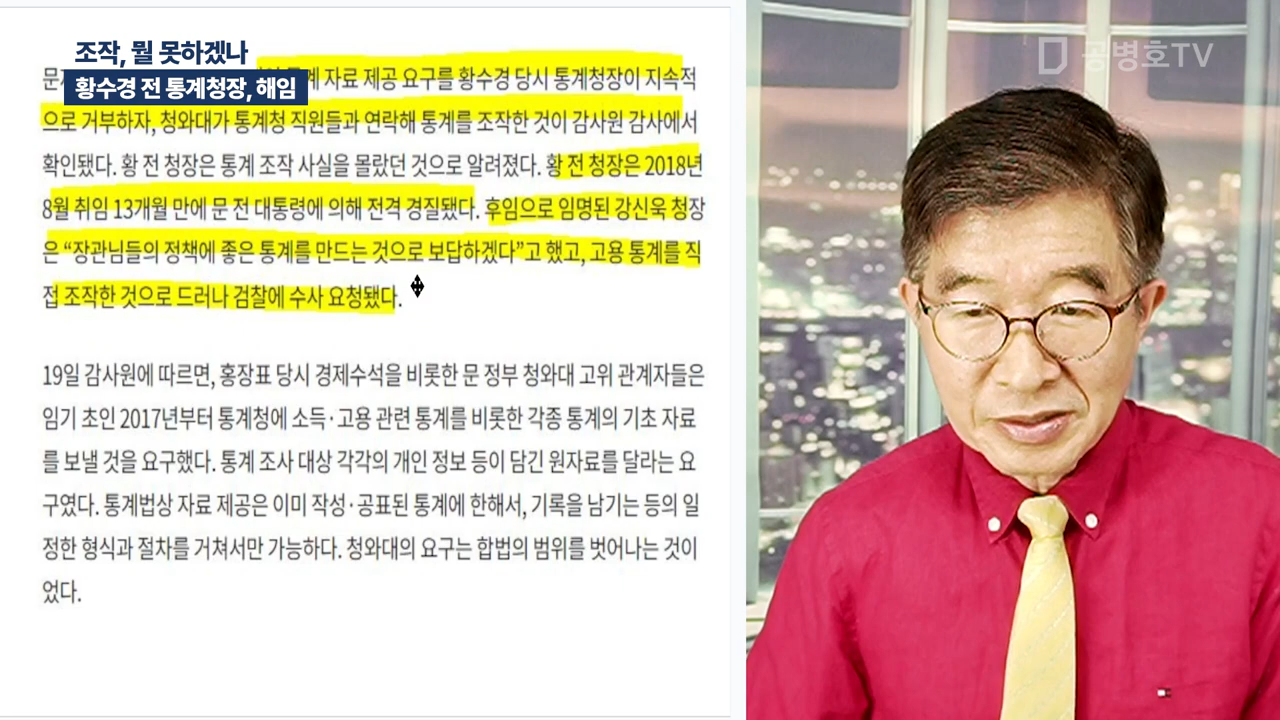 조작, 뭘 못하겠나
황수경 전 통계청장, 해임
공병호TV
자료 제공 요구를 황수경 당시 통계청장이 지속적
으로 거부하자, 청와대가 통계청 직원들과 연락해 통계를 조작한 것이 감사원 감사에서
확인됐다. 황 전 청장은 통계 조작 사실을 몰랐던 것으로 알려졌다. 황 전 청장은 2018년
8월 취임 13개월 만에 문 전 대통령에 의해 전격 경질됐다. 후임으로 임명된 강신욱 청장
은 “장관님들의 정책에 좋은 통계를 만드는 것으로 보답하겠다”고 했고, 고용 통계를 직
접 조작한 것으로 드러나 검찰에 수사 요청됐다.
19일 감사원에 따르면, 홍장표 당시 경제수석을 비롯한 문 정부 청와대 고위 관계자들은
임기 초인 2017년부터 통계청에 소득·고용 관련 통계를 비롯한 각종 통계의 기초 자료
를 보낼 것을 요구했다. 통계 조사 대상 각각의 개인 정보 등이 담긴 원자료를 달라는 요
구였다. 통계법상 자료 제공은 이미 작성·공표된 통계에 한해서, 기록을 남기는 등의 일
정한 형식과 절차를 거쳐서만 가능하다. 청와대의 요구는 합법의 범위를 벗어나는 것이
었다.